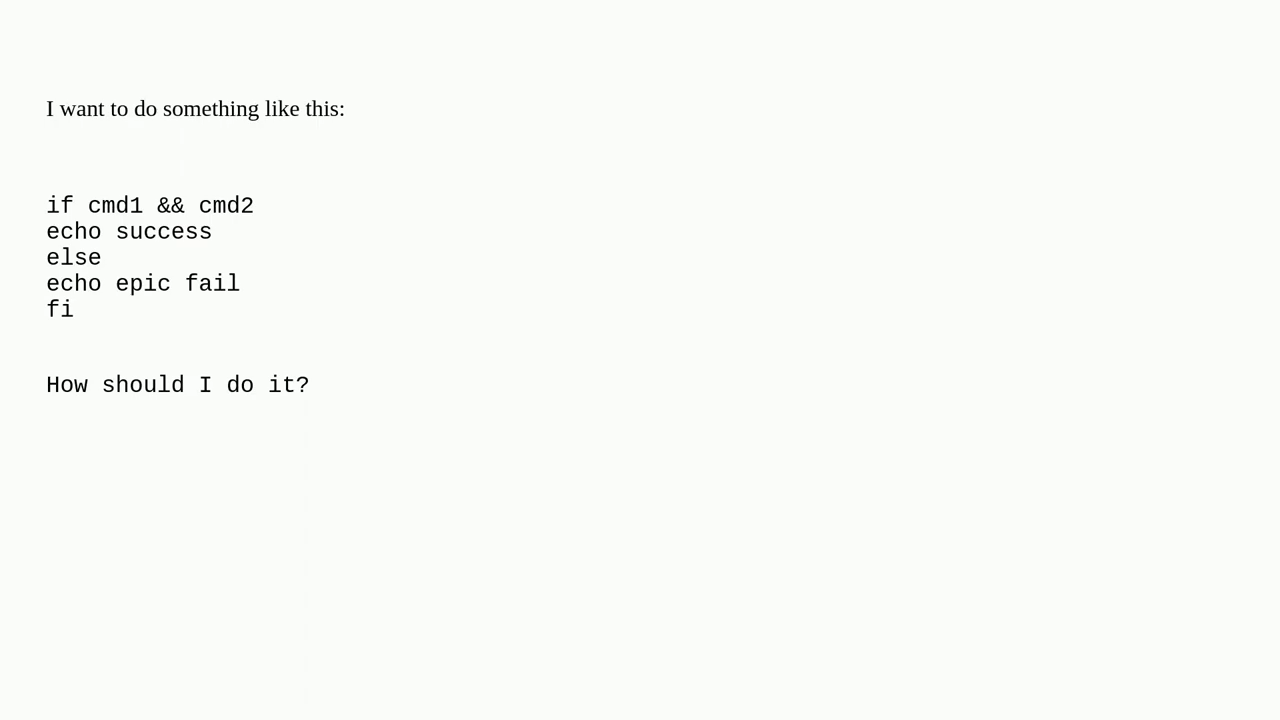 I want to do something like this:
if cmd1 && cmd2
echo success
else
echo epic fail
fi
How should I do it?